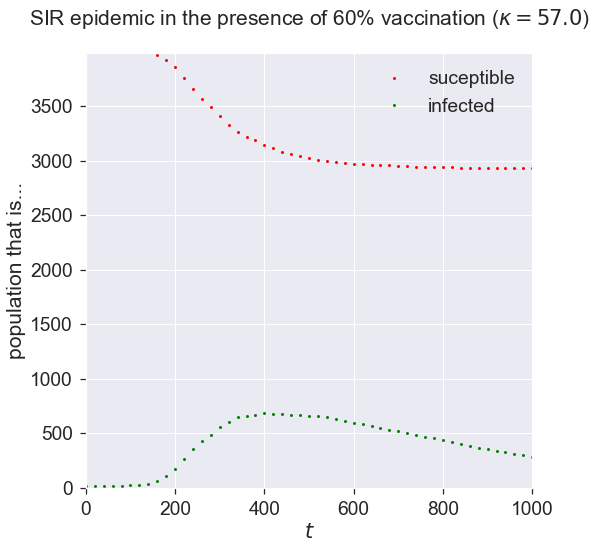 SIR epidemic in the presence of 60% vaccination (κ = 57.0)
suceptible
infected
population that is...
3500
3000
2500
2000
1500
1000
500
0
0 200 400 600 800 1000
t